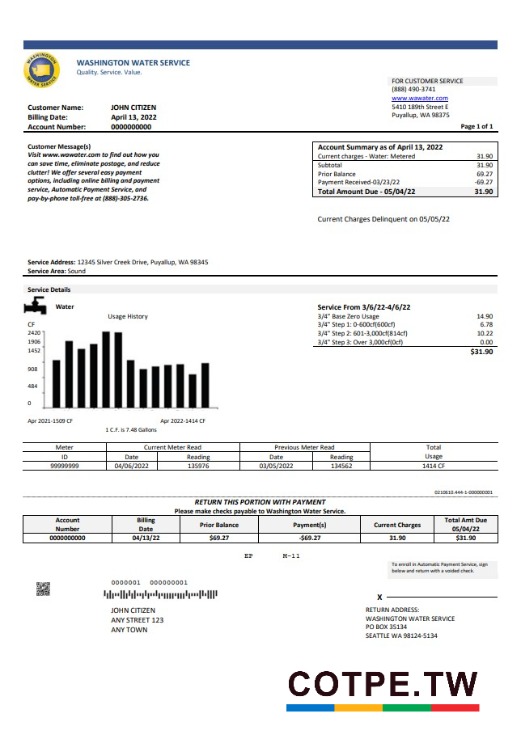 WASHINGTON
WATER SERVICE
WASHINGTON WATER SERVICE
Quality. Service. Value.
FOR CUSTOMER SERVICE
(888) 490-3741
www.wawater.com
5410 189th Street E
Puyallup, WA 98375
Customer Name: JOHN CITIZEN
Billing Date: April 13, 2022
Account Number: 0000000000
Page 1 of 1
Customer Message(s)
Visit www.wawater.com to find out how you
can save time, eliminate postage, and reduce
clutter! We offer several easy payment
options, including online billing and payment
service, Automatic Payment Service, and
pay-by-phone toll-free at (888)-305-2736.
Account Summary as of April 13, 2022
Current charges - Water: Metered 31.90
Subtotal 31.90
Prior Balance 69.27
Payment Received-03/23/22 -69.27
Total Amount Due - 05/04/22 31.90
Current Charges Delinquent on 05/05/22
Service Address: 12345 Silver Creek Drive, Puyallup, WA 98345
Service Area: Sound
Service Details
Water
Usage History
CF
2420
1906
1452
908
484
0
Apr 2021-1509 CF Apr 2022-1414 CF
1 C.F. is 7.48 Gallons
Service From 3/6/22-4/6/22
3/4" Base Zero Usage 14.90
3/4" Step 1: 0-600cf(600cf) 6.78
3/4" Step 2: 601-3,000cf(814cf) 10.22
3/4" Step 3: Over 3,000cf(0cf) 0.00
$31.90
Meter Current Meter Read Previous Meter Read Total
ID Date Reading Date Reading Usage
99999999 04/06/2022 135976 03/05/2022 134562 1414 CF
0210610.444-1-000000001
RETURN THIS PORTION WITH PAYMENT
Please make checks payable to Washington Water Service.
Account Number Billing Date Prior Balance Payment(s) Current Charges Total Amt Due 05/04/22
0000000000 04/13/22 $69.27 -$69.27 31.90 $31.90
EP M-11
To enroll in Automatic Payment Service, sign
below and return with a voided check.
0000001 000000001
X
JOHN CITIZEN
ANY STREET 123
ANY TOWN
RETURN ADDRESS:
WASHINGTON WATER SERVICE
PO BOX 35134
SEATTLE WA 98124-5134
COTPE.TW